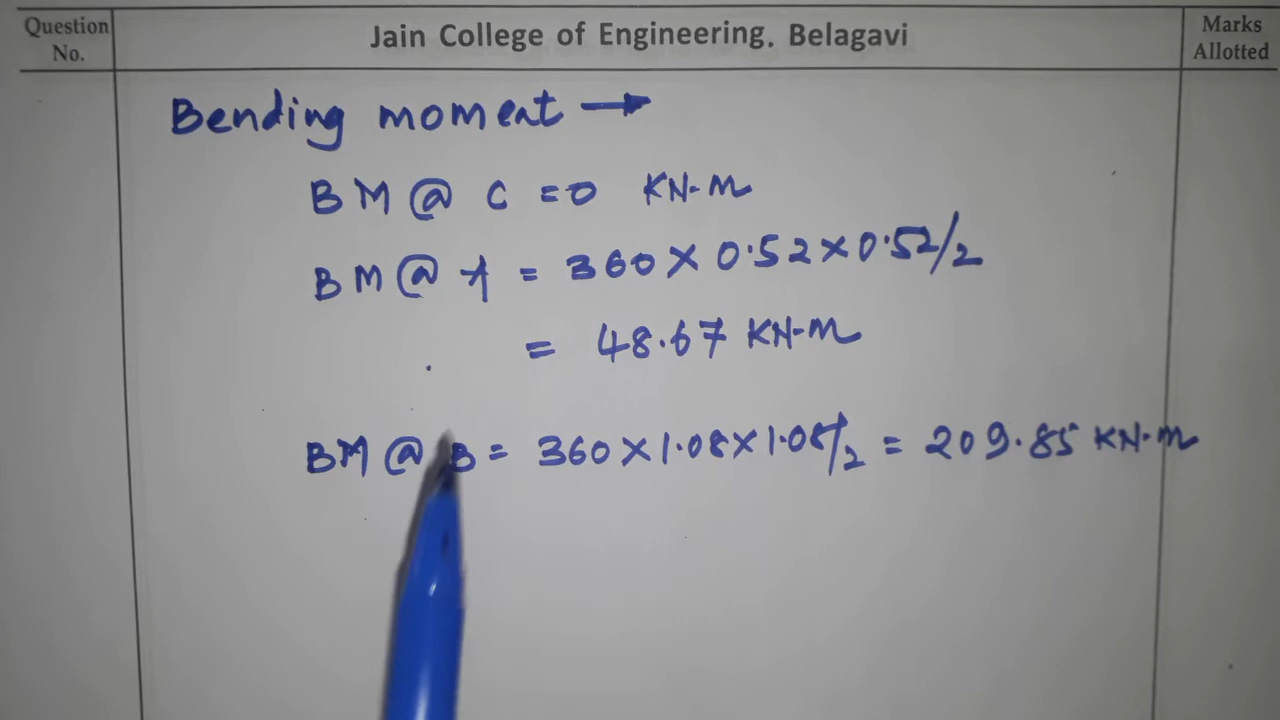 Question No.
Jain College of Engineering, Belagavi
Marks Allotted
Bending moment →
BM @ C = 0 KN-m
BM @ A = 360 × 0.52 × 0.52/2
= 48.67 KN-m
BM @ B = 360 × 1.08 × 1.08/2 = 209.85 KN-m